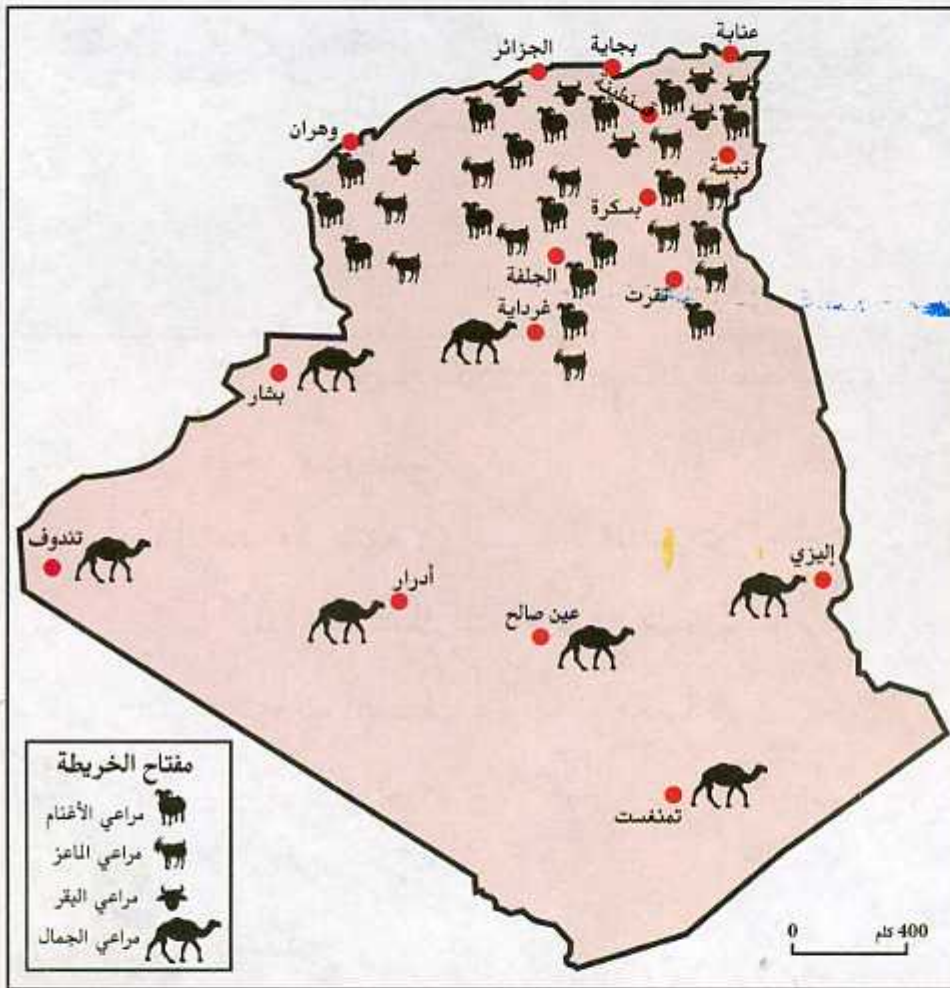 عنابة
بجاية
الجزائر
قسنطينة
وهران
تبسة
بسكرة
الجلفة
تقرت
غرداية
بشار
تندوف
أدرار
عين صالح
إليزي
تمنغست
مفتاح الخريطة
مراعي الأغنام
مراعي الماعز
مراعي البقر
مراعي الجمال
0 400 كلم